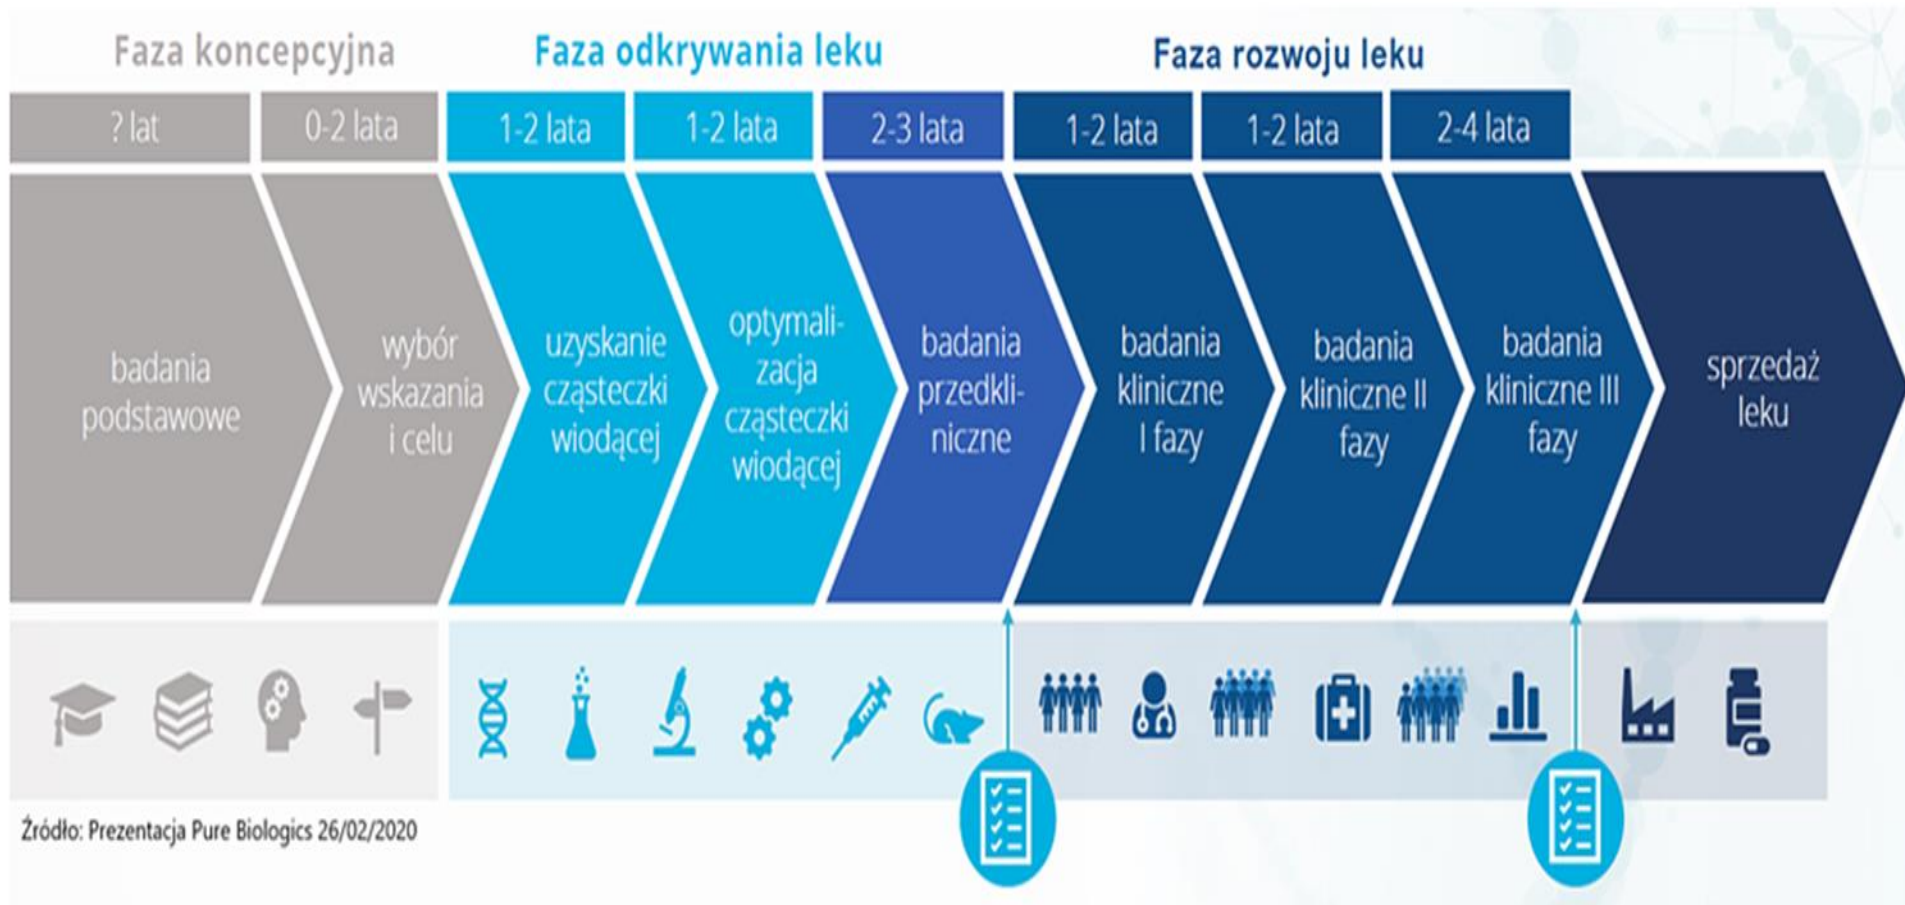 Faza koncepcyjna
Faza odkrywania leku
Faza rozwoju leku
? lat
0-2 lata
1-2 lata
1-2 lata
2-3 lata
1-2 lata
1-2 lata
2-4 lata
badania
podstawowe
wybór
wskazania
i celu
uzyskanie
cząsteczki
wiodącej
optymali-
zacja
cząsteczki
wiodącej
badania
przedkli-
niczne
badania
kliniczne
I fazy
badania
kliniczne II
fazy
badania
kliniczne III
fazy
sprzedaż
leku
Źródło: Prezentacja Pure Biologics 26/02/2020